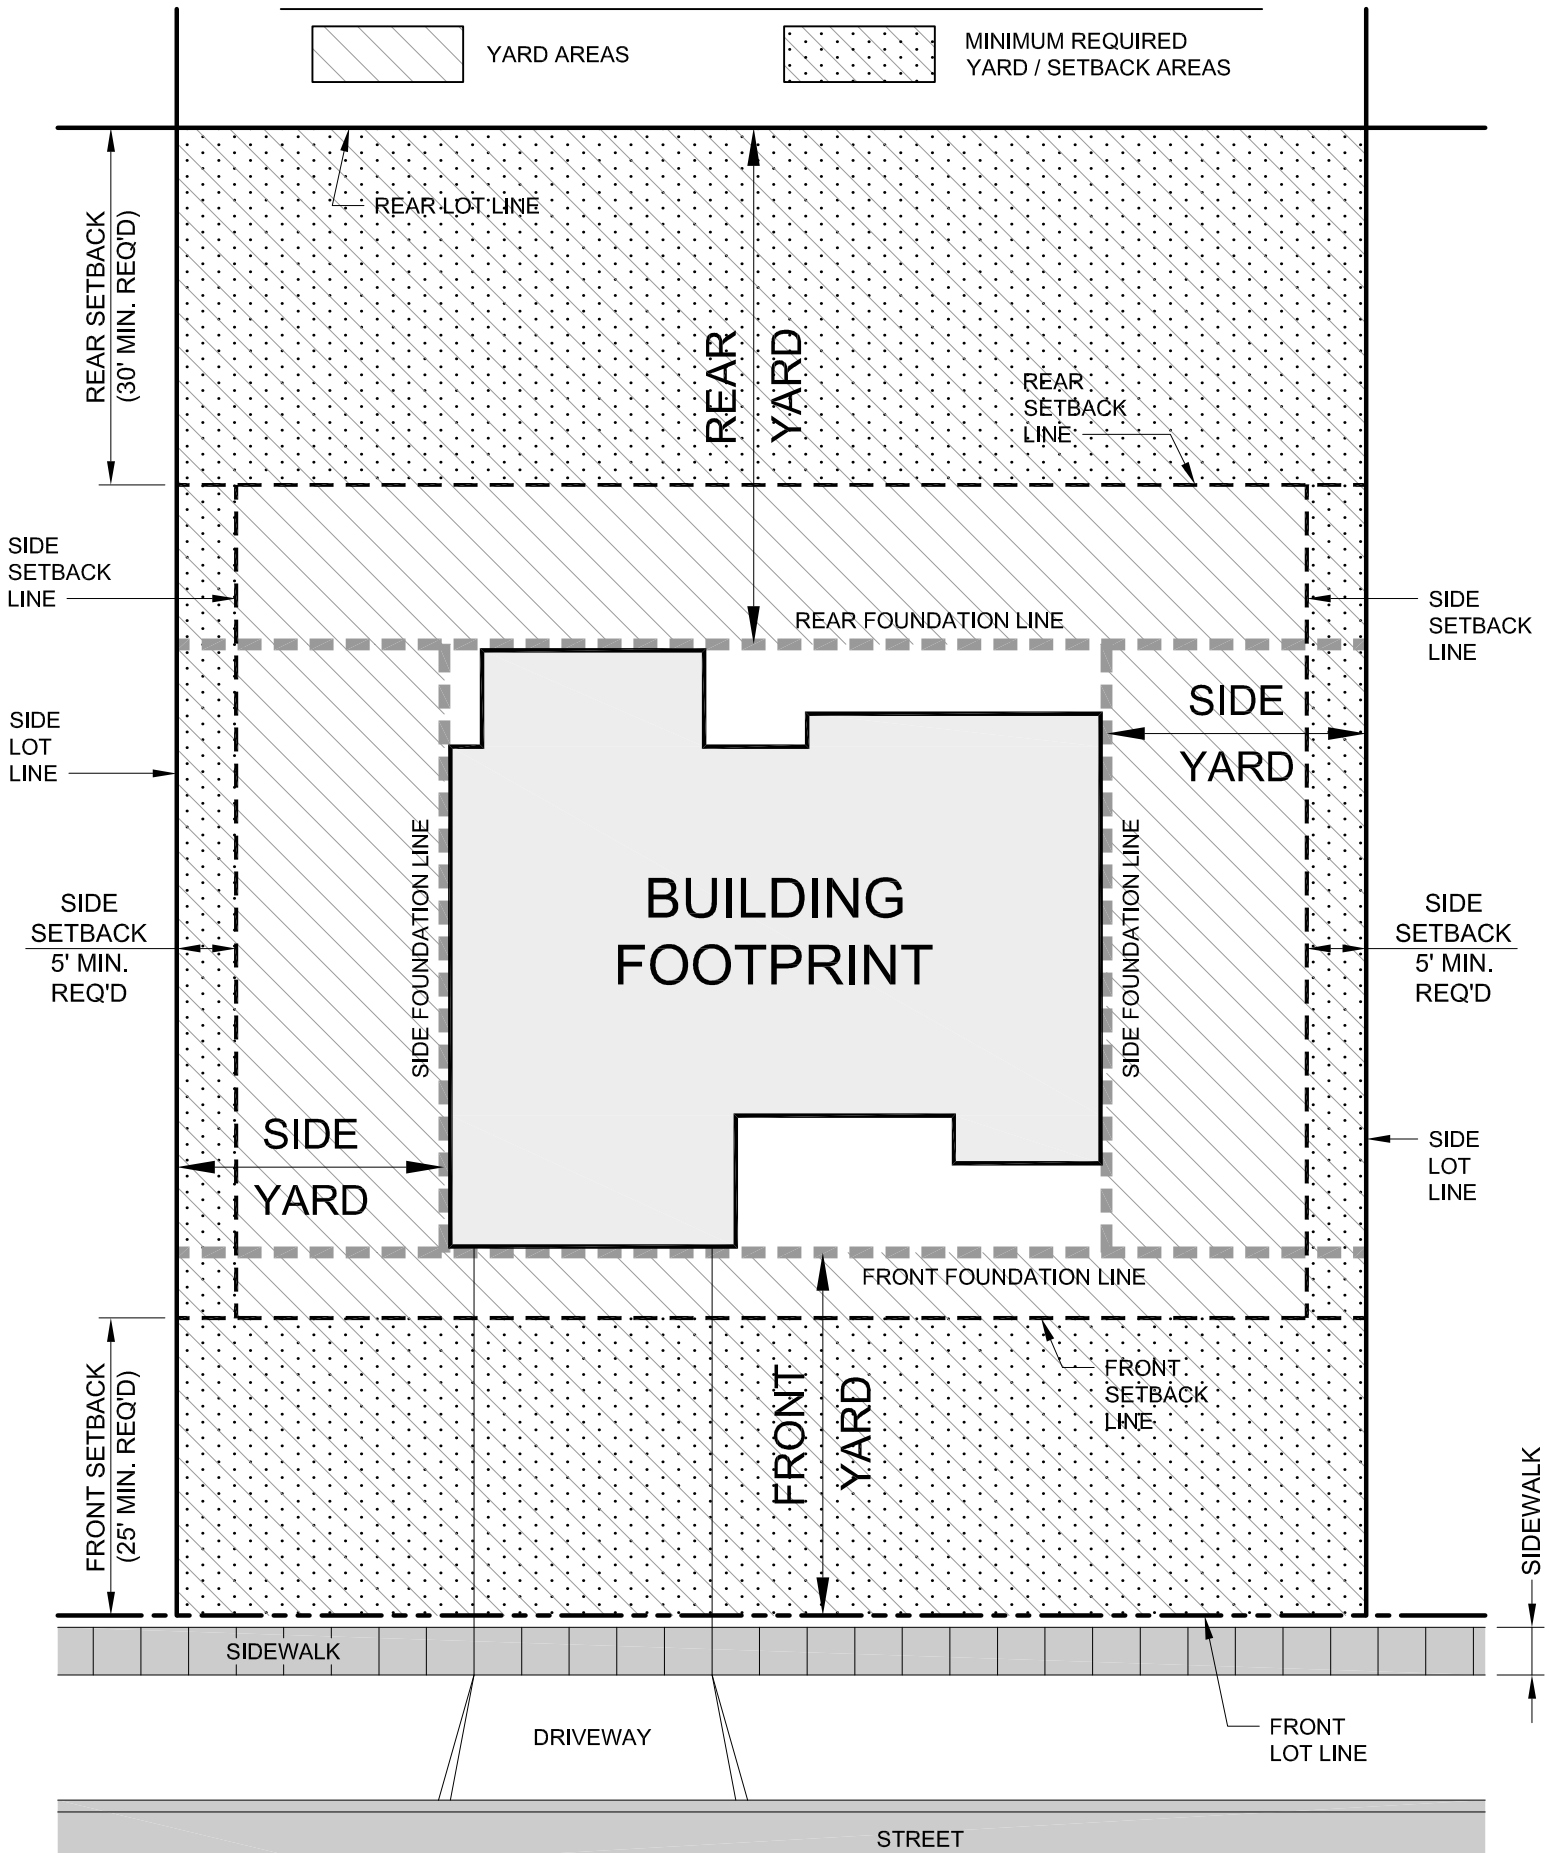 YARD AREAS
MINIMUM REQUIRED
YARD / SETBACK AREAS
REAR LOT LINE
REAR SETBACK
(30' MIN. REQ'D)
REAR
YARD
REAR
SETBACK
LINE
SIDE
SETBACK
LINE
REAR FOUNDATION LINE
SIDE
SETBACK
LINE
SIDE
LOT
LINE
SIDE
YARD
SIDE FOUNDATION LINE
BUILDING
FOOTPRINT
SIDE FOUNDATION LINE
SIDE
SETBACK
5' MIN.
REQ'D
SIDE
SETBACK
5' MIN.
REQ'D
SIDE
YARD
SIDE
LOT
LINE
FRONT FOUNDATION LINE
FRONT SETBACK
(25' MIN. REQ'D)
FRONT
YARD
FRONT
SETBACK
LINE
SIDEWALK
SIDEWALK
DRIVEWAY
FRONT
LOT LINE
STREET